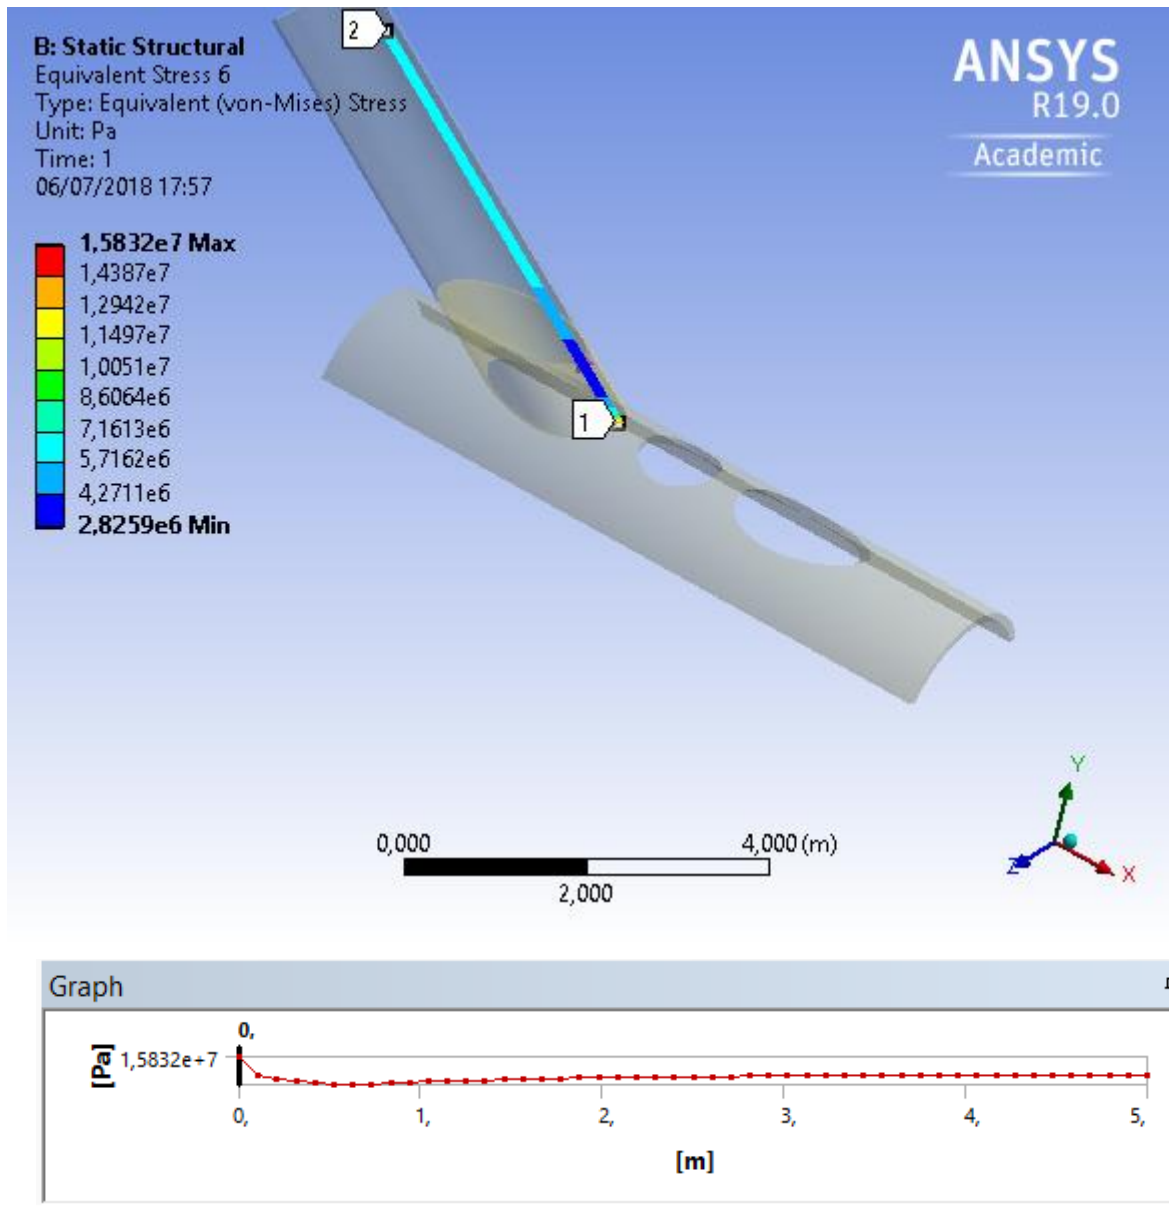 2
B: Static Structural
Equivalent Stress 6
Type: Equivalent (von-Mises) Stress
Unit: Pa
Time: 1
06/07/2018 17:57
ANSYS
R19.0
Academic
1,5832e7 Max
1,4387e7
1,2942e7
1,1497e7
1,0051e7
8,6064e6
7,1613e6
5,7162e6
4,2711e6
2,8259e6 Min
1
Y
Z
X
0,000
4,000 (m)
2,000
Graph
0,
[Pa]
1,5832e+7
0,
1,
2,
3,
4,
5,
[m]